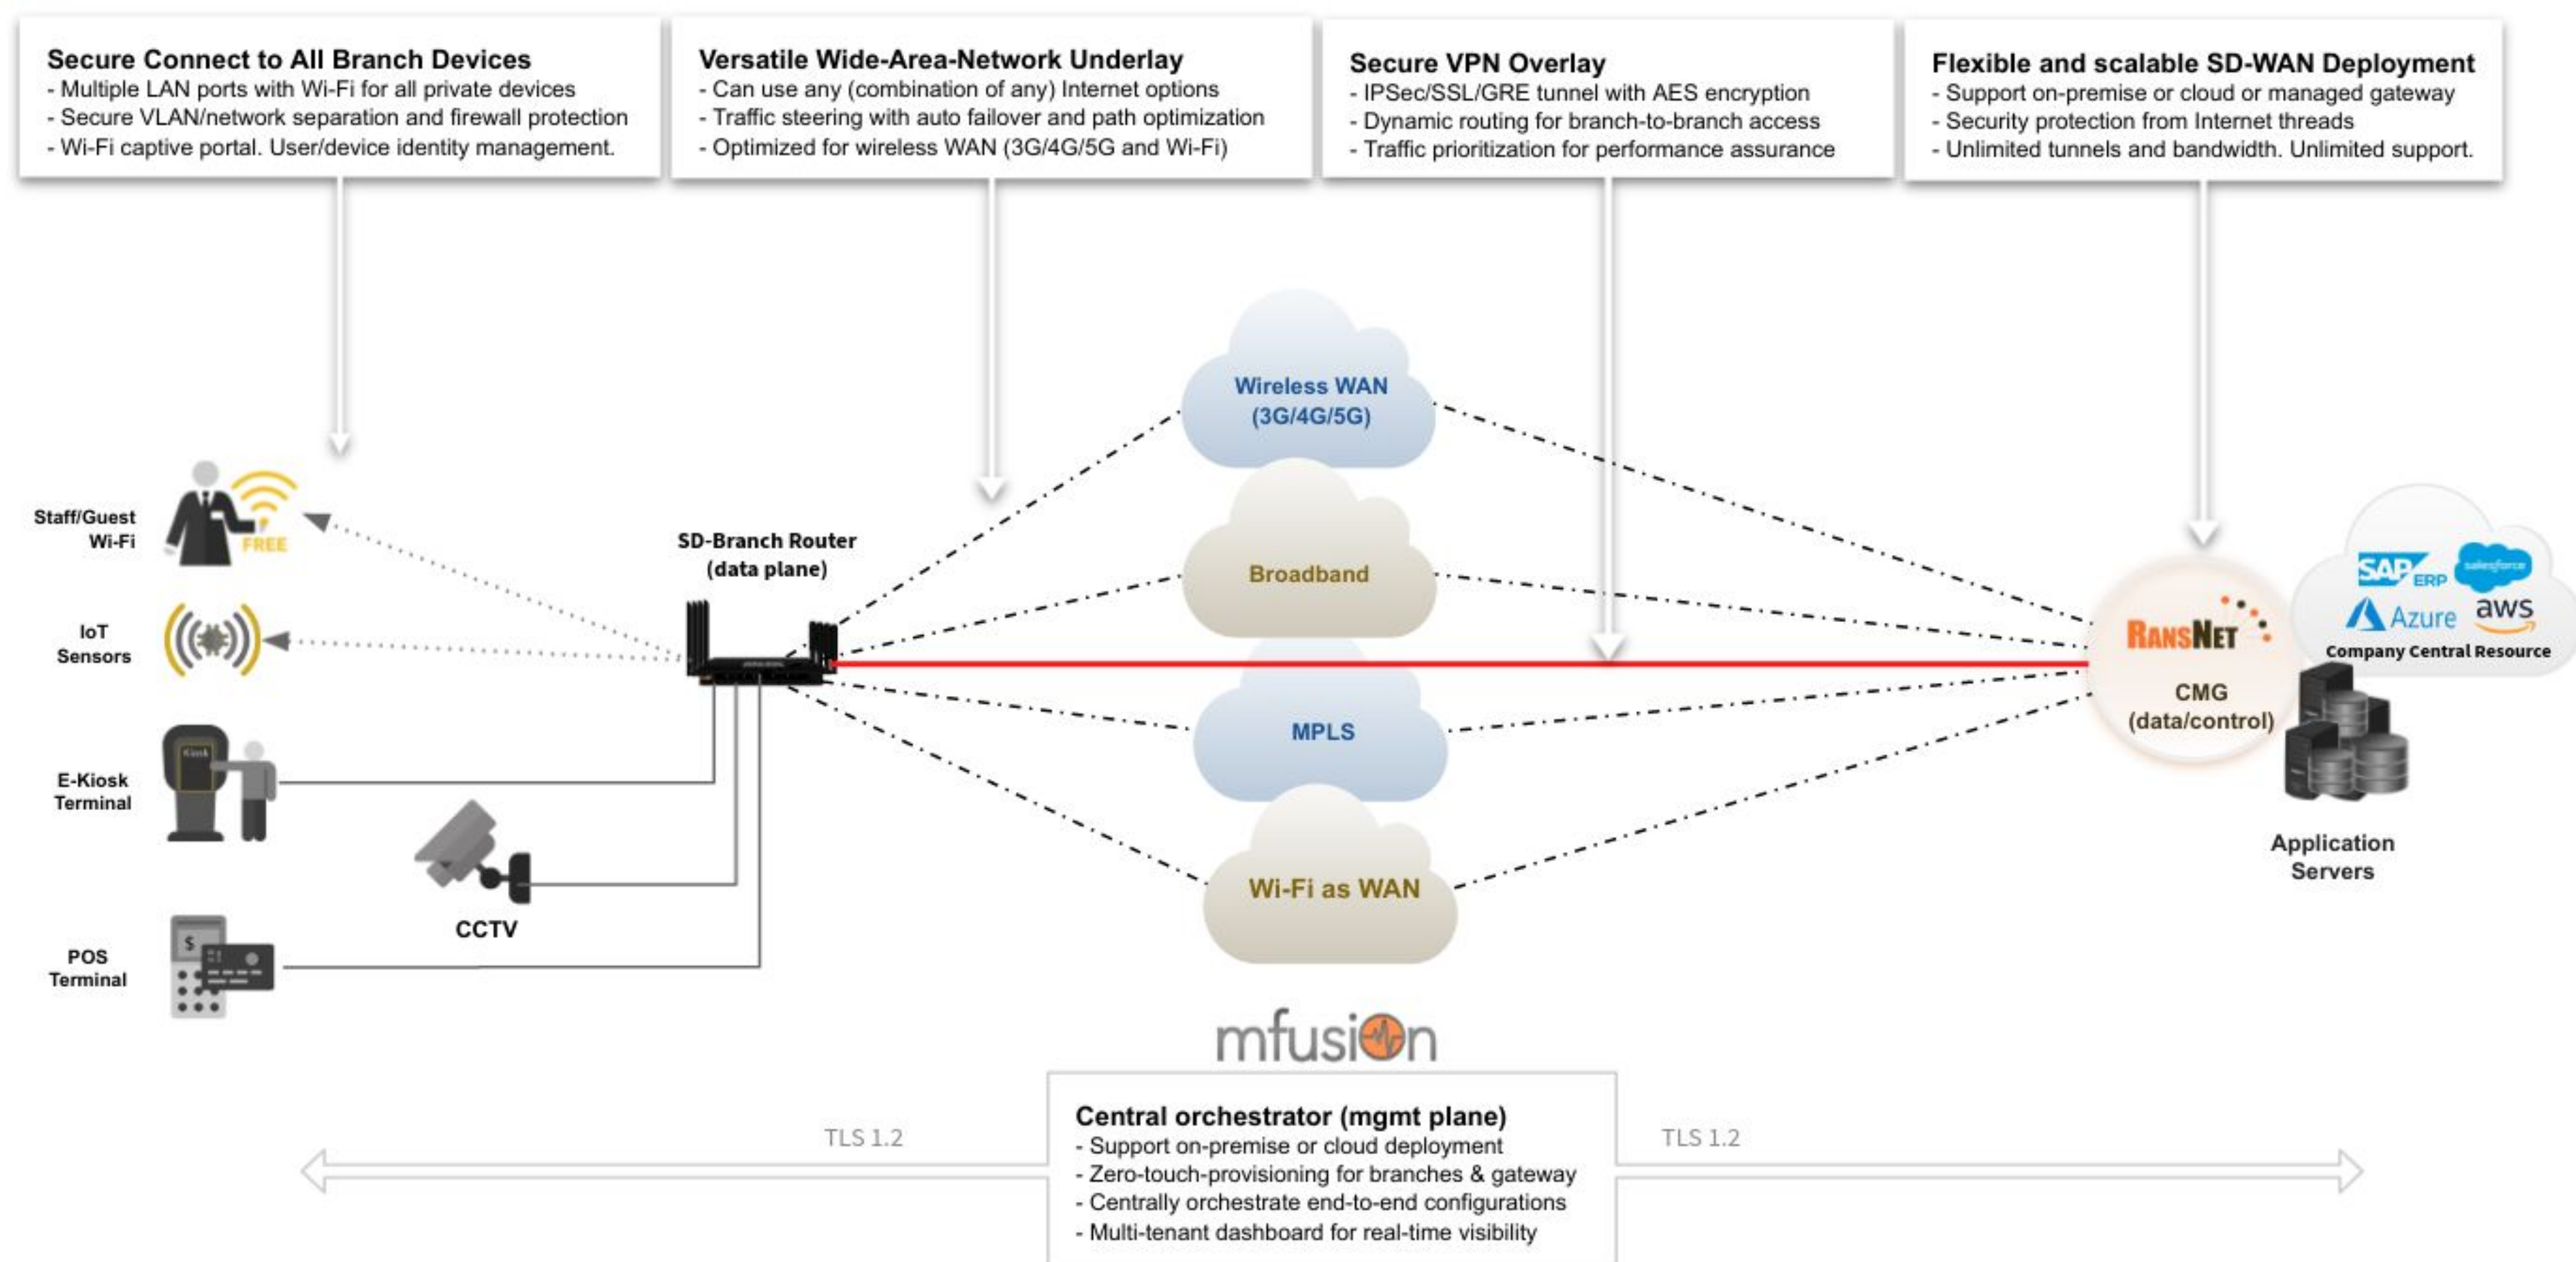 Secure Connect to All Branch Devices
- Multiple LAN ports with Wi-Fi for all private devices
- Secure VLAN/network separation and firewall protection
- Wi-Fi captive portal. User/device identity management.
Versatile Wide-Area-Network Underlay
- Can use any (combination of any) Internet options
- Traffic steering with auto failover and path optimization
- Optimized for wireless WAN (3G/4G/5G and Wi-Fi)
Secure VPN Overlay
- IPSec/SSL/GRE tunnel with AES encryption
- Dynamic routing for branch-to-branch access
- Traffic prioritization for performance assurance
Flexible and scalable SD-WAN Deployment
- Support on-premise or cloud or managed gateway
- Security protection from Internet threads
- Unlimited tunnels and bandwidth. Unlimited support.
Staff/Guest
Wi-Fi
FREE
IoT
Sensors
E-Kiosk
Terminal
Kiosk
CCTV
POS
Terminal
$
SD-Branch Router
(data plane)
Wireless WAN
(3G/4G/5G)
Broadband
MPLS
Wi-Fi as WAN
RANSNET
CMG
(data/control)
SAP ERP
salesforce
Azure
aws
Company Central Resource
Application
Servers
mfusion
TLS 1.2
Central orchestrator (mgmt plane)
- Support on-premise or cloud deployment
- Zero-touch-provisioning for branches & gateway
- Centrally orchestrate end-to-end configurations
- Multi-tenant dashboard for real-time visibility
TLS 1.2